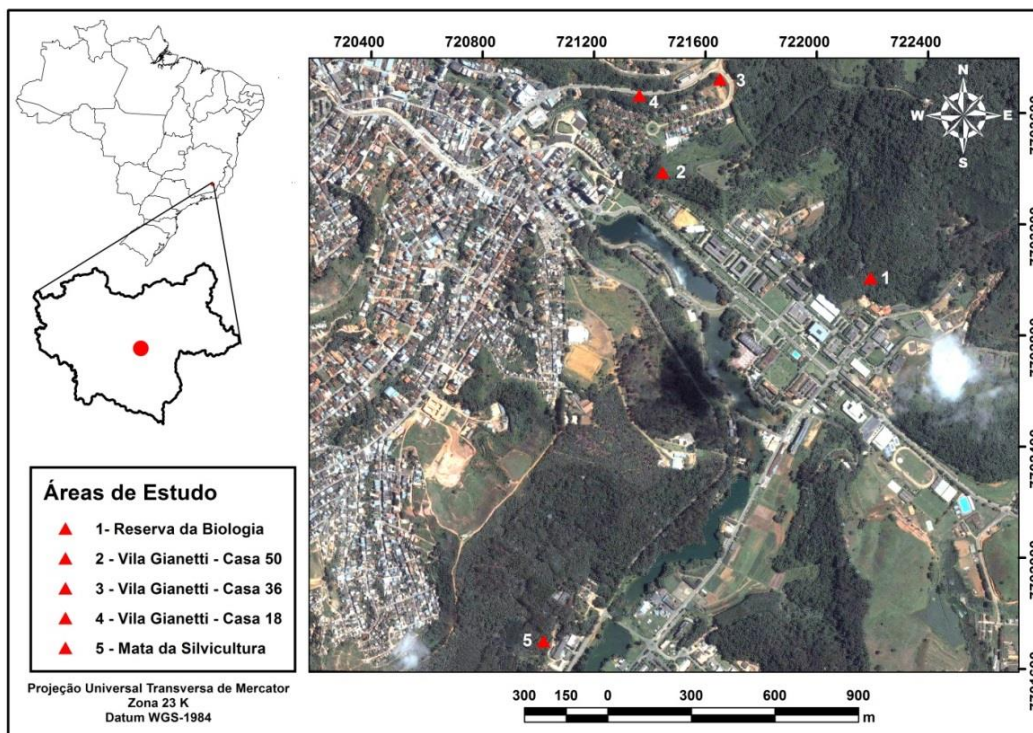 720400 720800 721200 721600 722000 722400
3
4
N
W E
S
2
1
5
Áreas de Estudo
1- Reserva da Biologia
2 - Vila Gianetti - Casa 50
3 - Vila Gianetti - Casa 36
4 - Vila Gianetti - Casa 18
5 - Mata da Silvicultura
Projeção Universal Transversa de Mercator
Zona 23 K
Datum WGS-1984
300 150 0 300 600 900
m